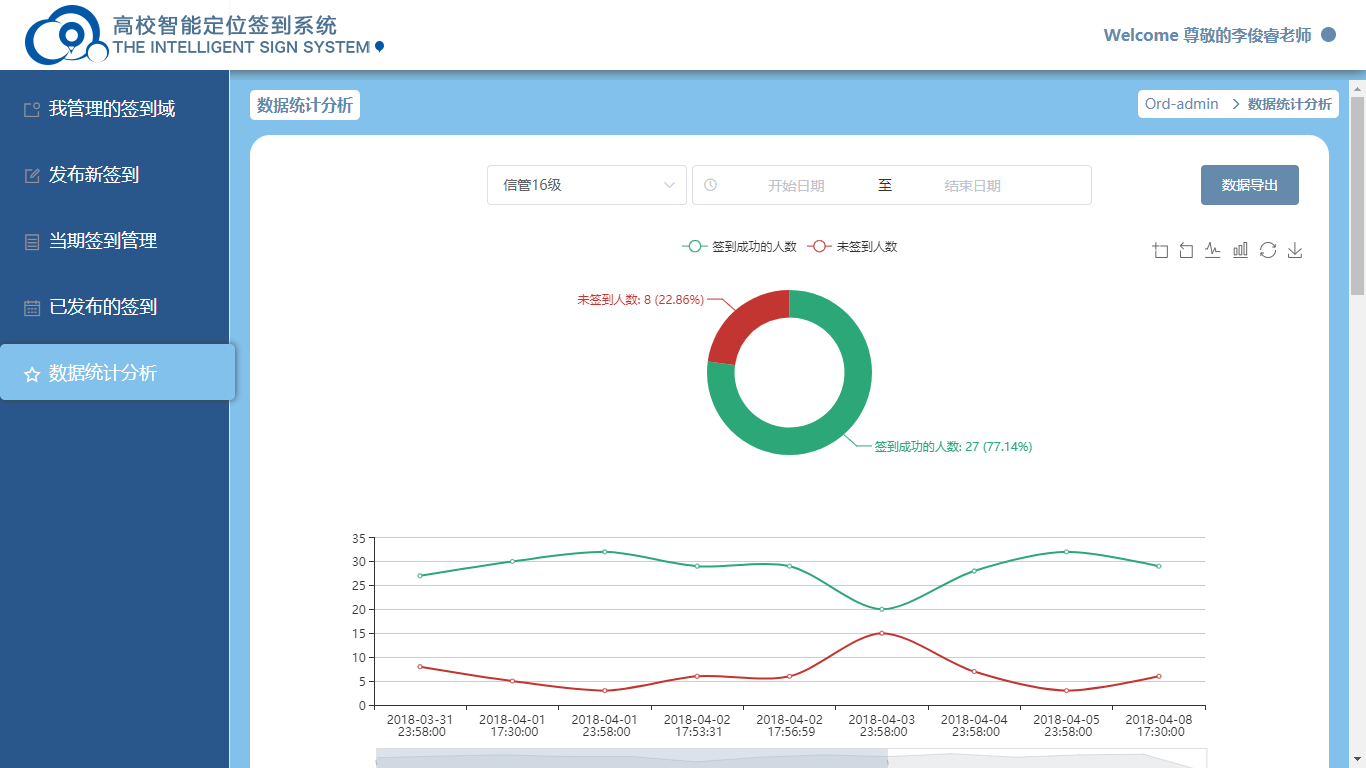 高校智能定位签到系统
THE INTELLIGENT SIGN SYSTEM
Welcome 尊敬的李俊睿老师
我管理的签到域
发布新签到
当期签到管理
已发布的签到
数据统计分析
数据统计分析
Ord-admin > 数据统计分析
信管16级
开始日期 至 结束日期
数据导出
签到成功的人数 未签到人数
未签到人数: 8 (22.86%)
签到成功的人数: 27 (77.14%)
35
30
25
20
15
10
5
0
2018-03-31 23:58:00
2018-04-01 17:30:00
2018-04-01 23:58:00
2018-04-02 17:53:31
2018-04-02 17:56:59
2018-04-03 23:58:00
2018-04-04 23:58:00
2018-04-05 23:58:00
2018-04-08 17:30:00